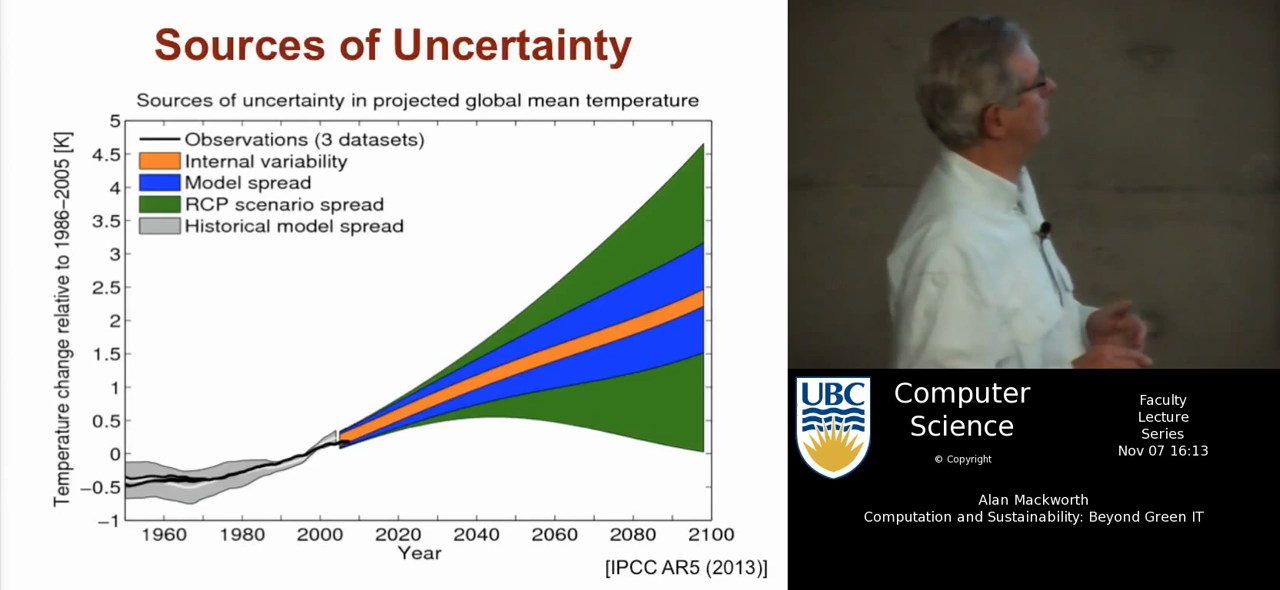 Sources of Uncertainty
Sources of uncertainty in projected global mean temperature
Temperature change relative to 1986–2005 [K]
5
4.5
4
3.5
3
2.5
2
1.5
1
0.5
0
−0.5
−1
Observations (3 datasets)
Internal variability
Model spread
RCP scenario spread
Historical model spread
1960 1980 2000 2020 2040 2060 2080 2100
Year
[IPCC AR5 (2013)]
UBC
Computer
Science
© Copyright
Faculty
Lecture
Series
Nov 07 16:13
Alan Mackworth
Computation and Sustainability: Beyond Green IT